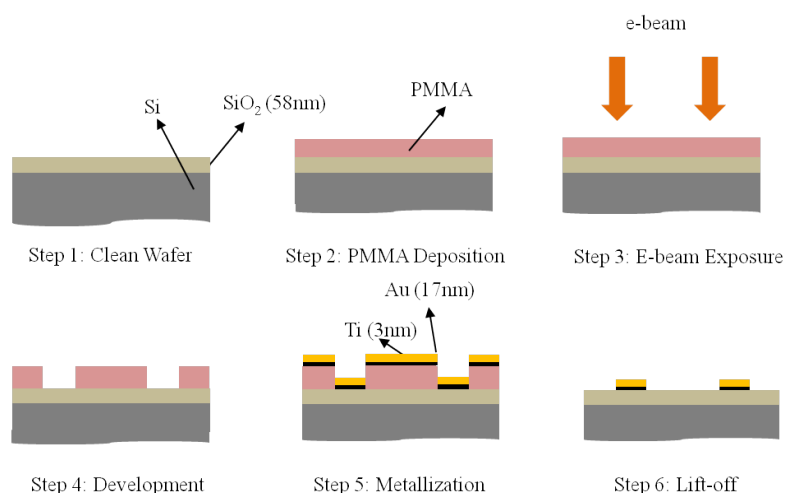 e-beam
Si
SiO₂ (58nm)
PMMA
Step 1: Clean Wafer
Step 2: PMMA Deposition
Step 3: E-beam Exposure
Au (17nm)
Ti (3nm)
Step 4: Development
Step 5: Metallization
Step 6: Lift-off